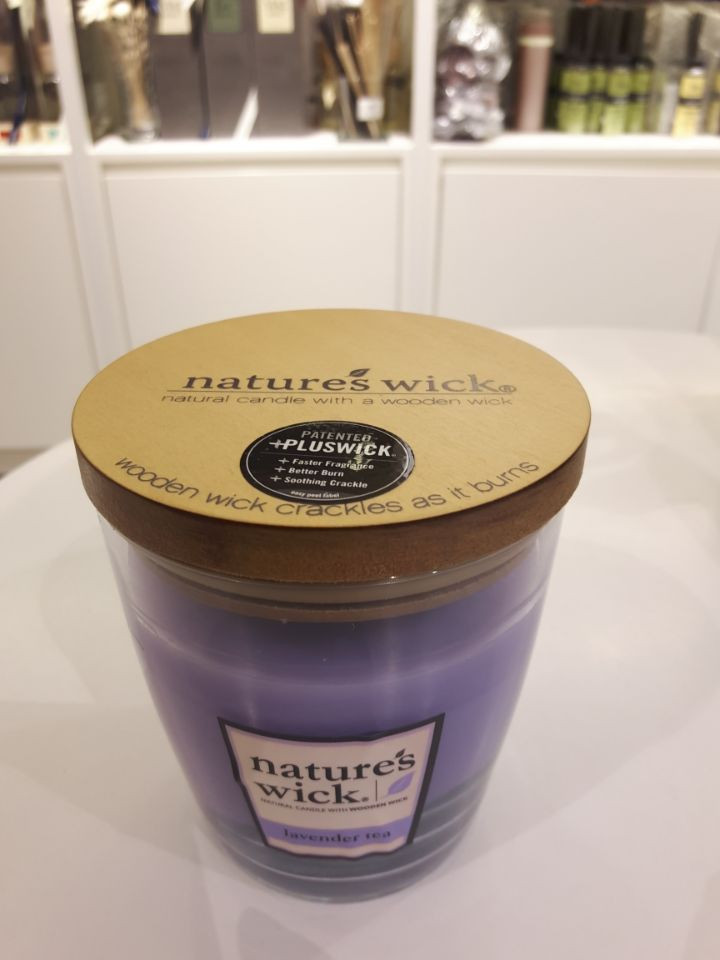 nature's wick®
natural candle with a wooden wick
PATENTED
+PLUSWICK
+ Faster Fragrance
+ Better Burn
+ Soothing Crackle
easy peel label
wooden wick crackles as it burns
nature's
wick®
NATURAL CANDLE WITH WOODEN WICK
lavender tea